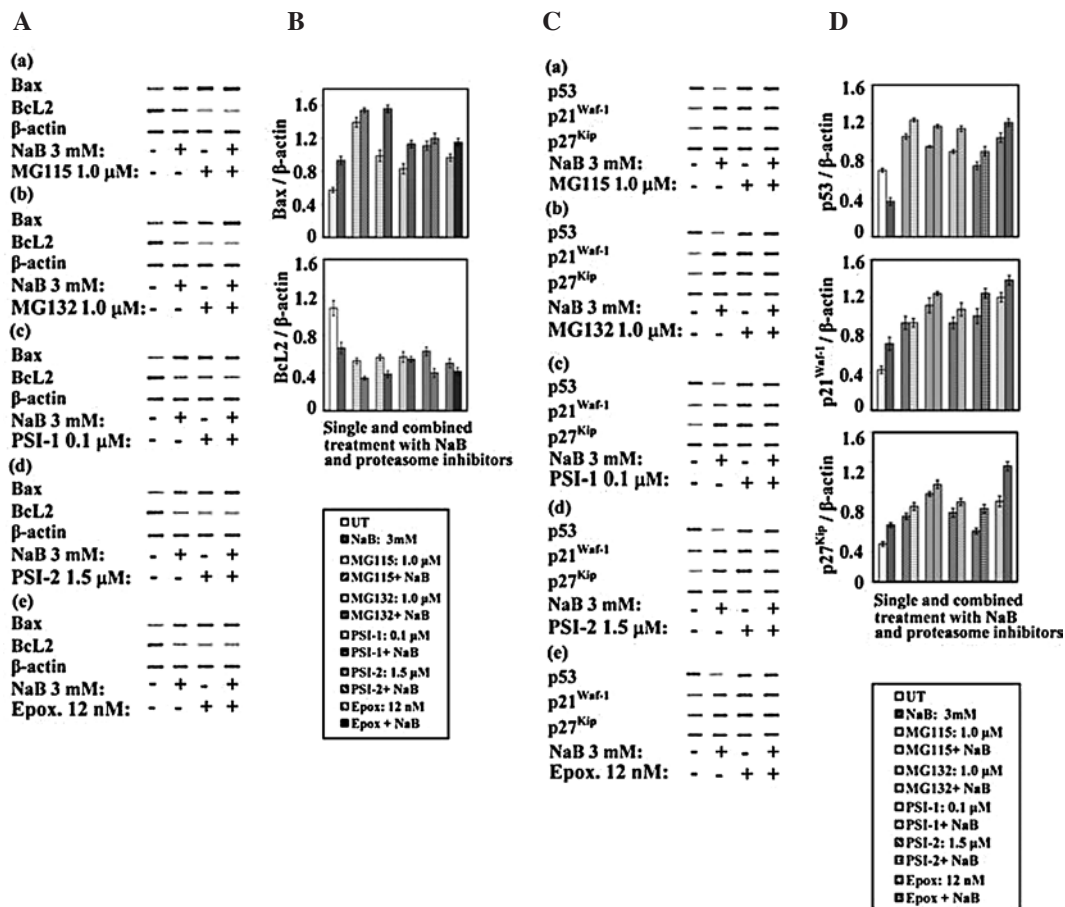 A
(a)
Bax
BcL2
β-actin
NaB 3 mM: - + - +
MG115 1.0 μM: - - + +
(b)
Bax
BcL2
β-actin
NaB 3 mM: - + - +
MG132 1.0 μM: - - + +
(c)
Bax
BcL2
β-actin
NaB 3 mM: - + - +
PSI-1 0.1 μM: - - + +
(d)
Bax
BcL2
β-actin
NaB 3 mM: - + - +
PSI-2 1.5 μM: - - + +
(e)
Bax
BcL2
β-actin
NaB 3 mM: - + - +
Epox. 12 nM: - - + +
B
Bax / β-actin
1.6
1.2
0.8
0.4
0
BcL2 / β-actin
1.6
1.2
0.8
0.4
0
Single and combined
treatment with NaB
and proteasome inhibitors
UT
NaB: 3mM
MG115: 1.0 μM
MG115+ NaB
MG132: 1.0 μM
MG132+ NaB
PSI-1: 0.1 μM
PSI-1+ NaB
PSI-2: 1.5 μM
PSI-2+ NaB
Epox: 12 nM
Epox + NaB
C
(a)
p53
p21Waf-1
p27Kip
NaB 3 mM: - + - +
MG115 1.0 μM: - - + +
(b)
p53
p21Waf-1
p27Kip
NaB 3 mM: - + - +
MG132 1.0 μM: - - + +
(c)
p53
p21Waf-1
p27Kip
NaB 3 mM: - + - +
PSI-1 0.1 μM: - - + +
(d)
p53
p21Waf-1
p27Kip
NaB 3 mM: - + - +
PSI-2 1.5 μM: - - + +
(e)
p53
p21Waf-1
p27Kip
NaB 3 mM: - + - +
Epox. 12 nM: - - + +
D
p53 / β-actin
1.6
1.2
0.8
0.4
0
p21Waf-1/ β-actin
1.6
1.2
0.8
0.4
0
p27Kip / β-actin
1.6
1.2
0.8
0.4
0
Single and combined
treatment with NaB
and proteasome inhibitors
UT
NaB: 3mM
MG115: 1.0 μM
MG115+ NaB
MG132: 1.0 μM
MG132+ NaB
PSI-1: 0.1 μM
PSI-1+ NaB
PSI-2: 1.5 μM
PSI-2+ NaB
Epox: 12 nM
Epox + NaB